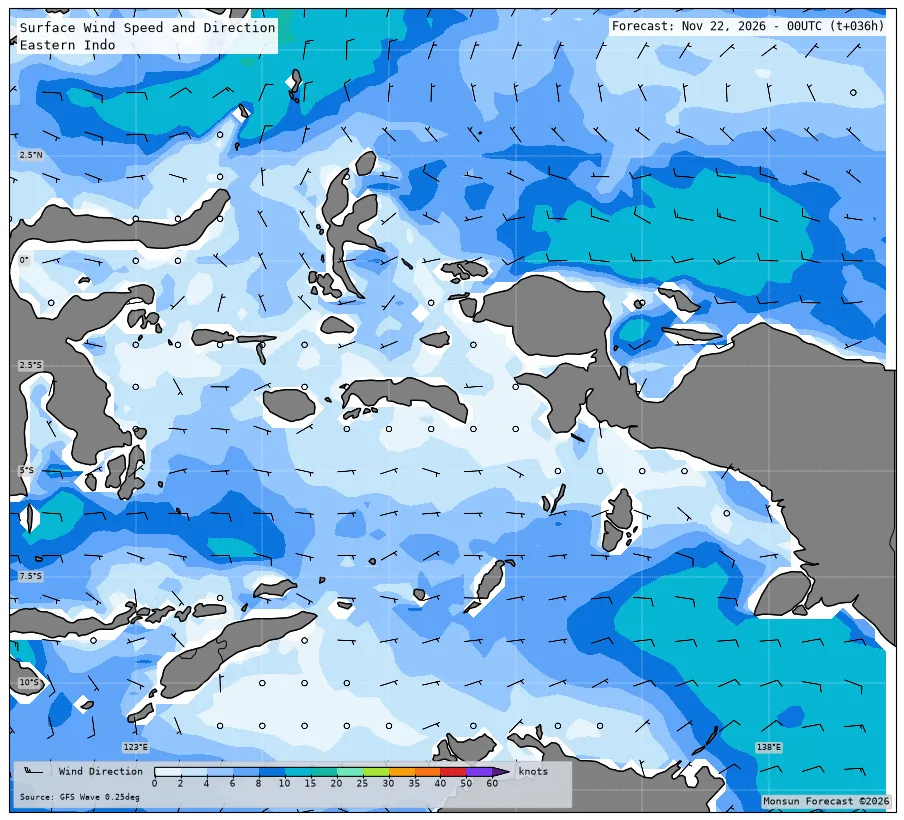 Surface Wind Speed and Direction
Eastern Indo
Forecast: Nov 22, 2026 - 00UTC (t+036h)
2.5°N
0°
2.5°S
5°S
7.5°S
10°S
123°E
138°E
Wind Direction
knots
0 2 4 6 8 10 15 20 25 30 35 40 50 60
Source: GFS Wave 0.25deg
Monsun Forecast ©2026